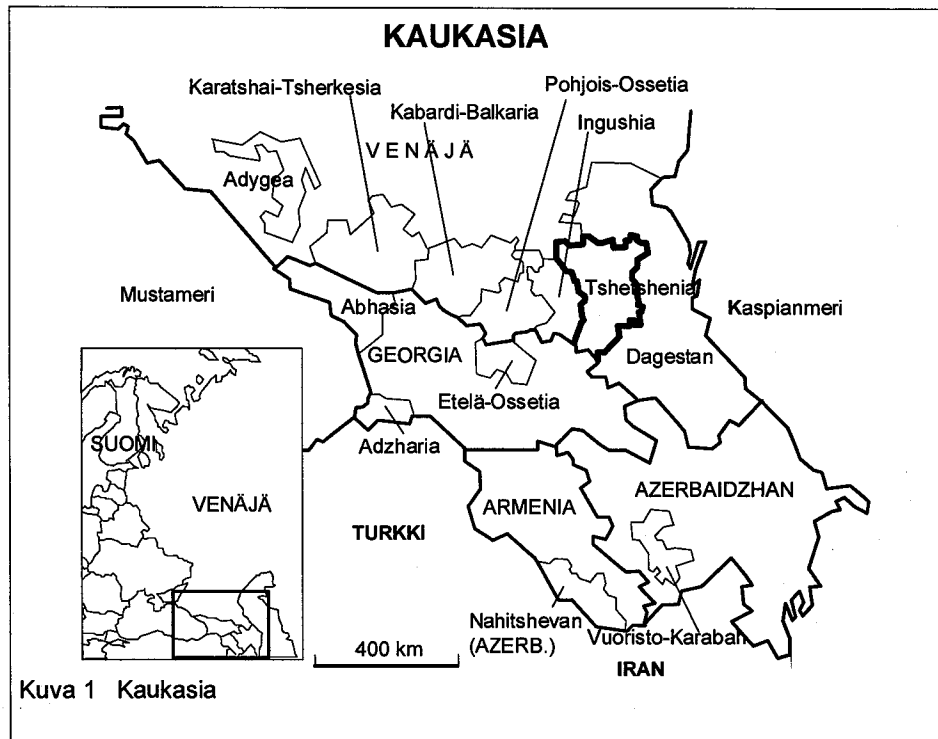 KAUKASIA
Karatshai-Tsherkesia
Pohjois-Ossetia
Kabardi-Balkaria
Ingushia
VENÄJÄ
Adygea
Mustameri
Abhasia
Tshetshenia
Kaspianmeri
GEORGIA
Dagestan
Etelä-Ossetia
Adzharia
SUOMI
VENÄJÄ
AZERBAIDZHAN
ARMENIA
TURKKI
Nahitshevan
(AZERB.)
Vuoristo-Karabah
400 km
IRAN
Kuva 1 Kaukasia